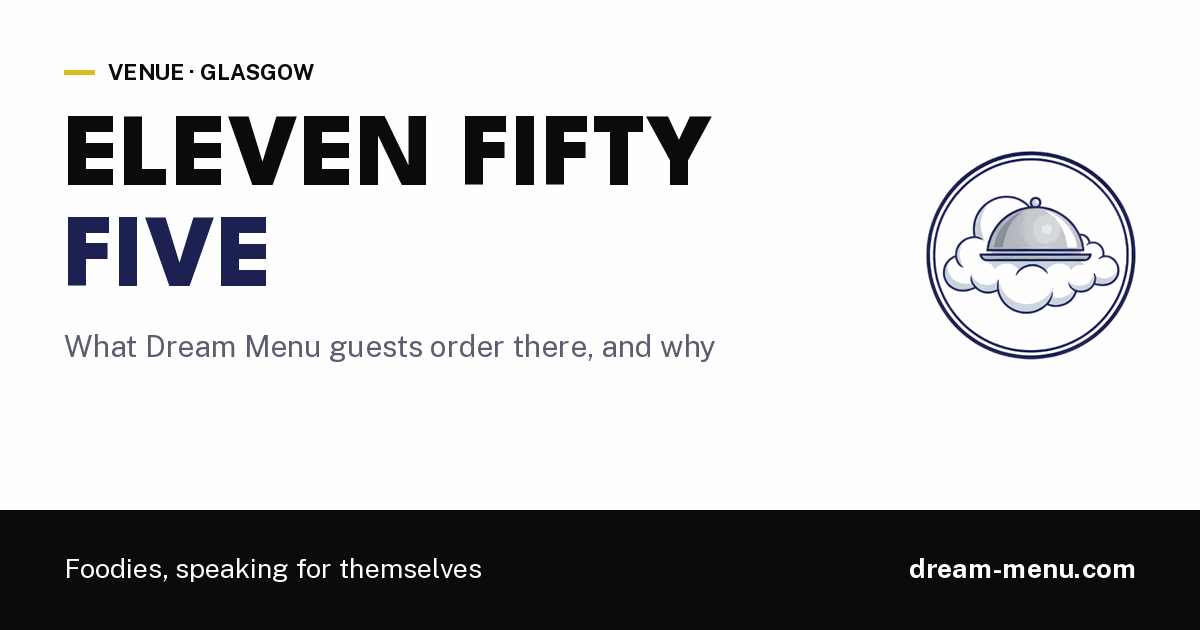 VENUE · GLASGOW
ELEVEN FIFTY
FIVE
What Dream Menu guests order there, and why
Foodies, speaking for themselves
dream-menu.com